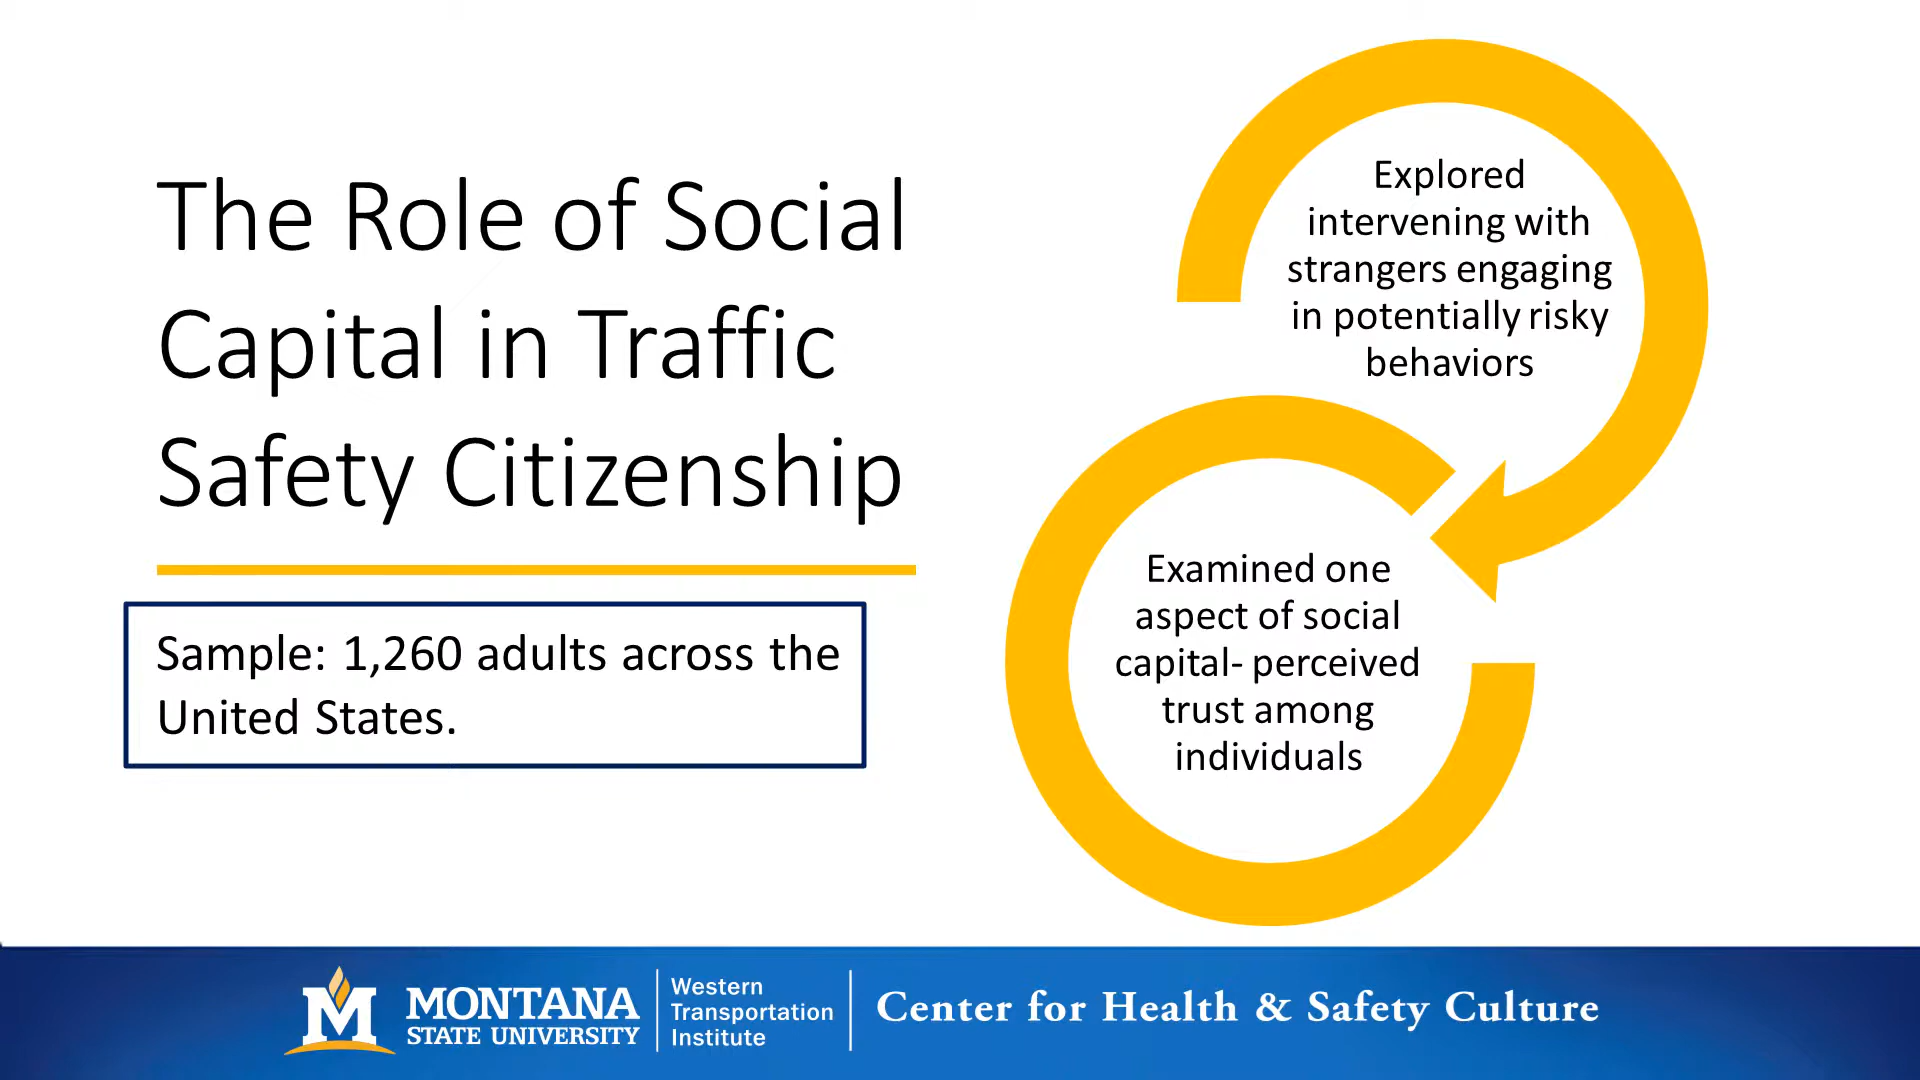 The Role of Social
Capital in Traffic
Safety Citizenship
Sample: 1,260 adults across the
United States.
Explored
intervening with
strangers engaging
in potentially risky
behaviors
Examined one
aspect of social
capital- perceived
trust among
individuals
M
MONTANA
STATE UNIVERSITY
Western
Transportation
Institute
Center for Health & Safety Culture